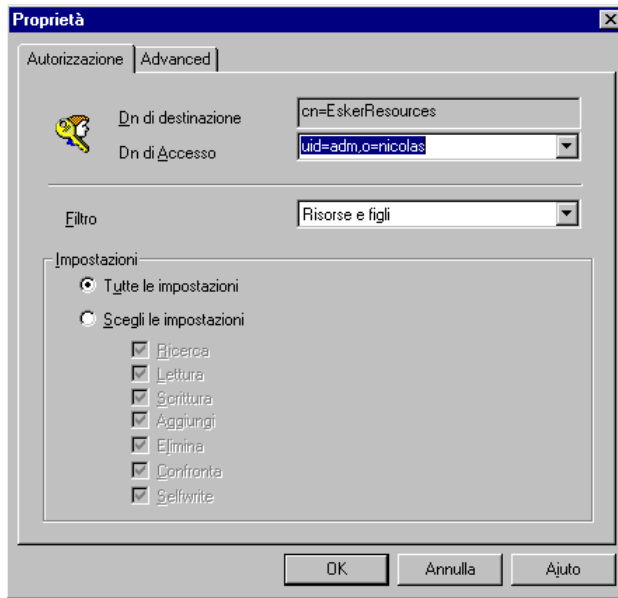 Proprietà
Autorizzazione Advanced
Dn di destinazione cn=EskerResources
Dn di Accesso uid=adm,o=nicolas
Filtro Risorse e figli
Impostazioni
Tutte le impostazioni
Scegli le impostazioni
Ricerca
Lettura
Scrittura
Aggiungi
Elimina
Confronta
Selfwrite
OK Annulla Aiuto